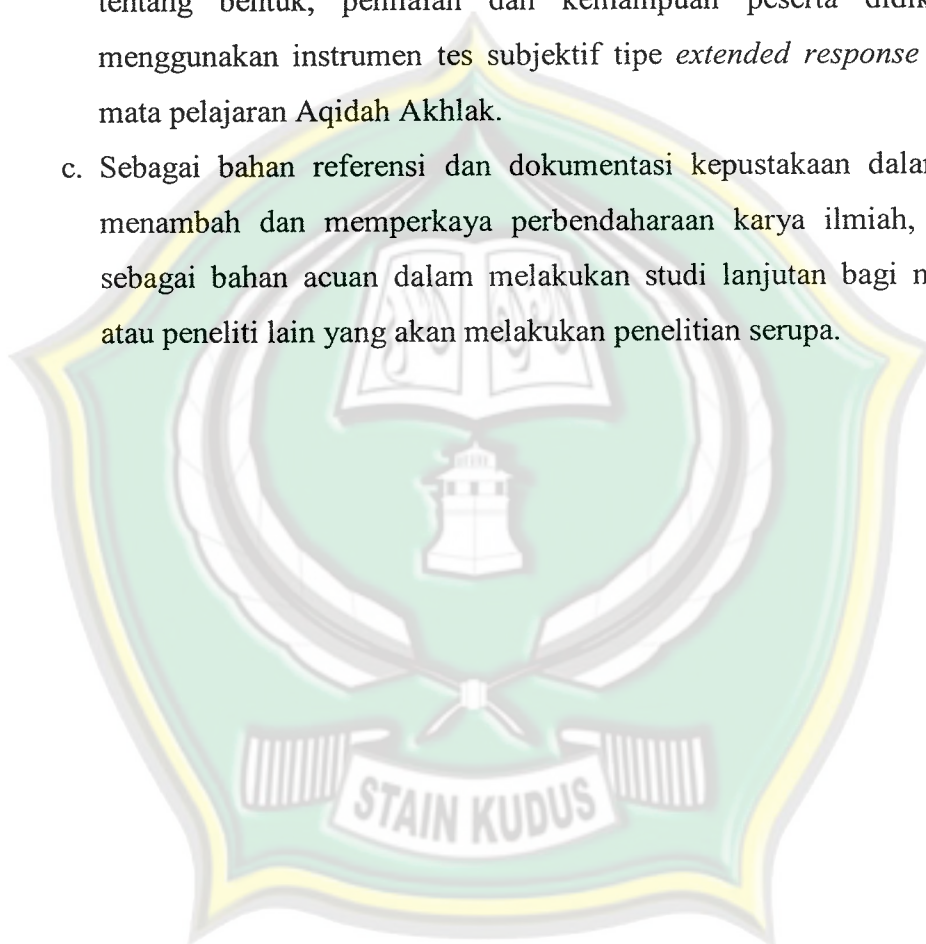 tentang bentuk, penilaian dan kemampuan peserta
menggunakan instrumen tes subjektif tipe extended response
mata pelajaran Aqidah Akhlak.
c. Sebagai bahan referensi dan dokumentasi kepustakaan
menambah dan memperkaya perbendaharaan karya ilmiah,
sebagai bahan acuan dalam melakukan studi lanjutan bagi
atau peneliti lain yang akan melakukan penelitian serupa.
STAIN KUDUS